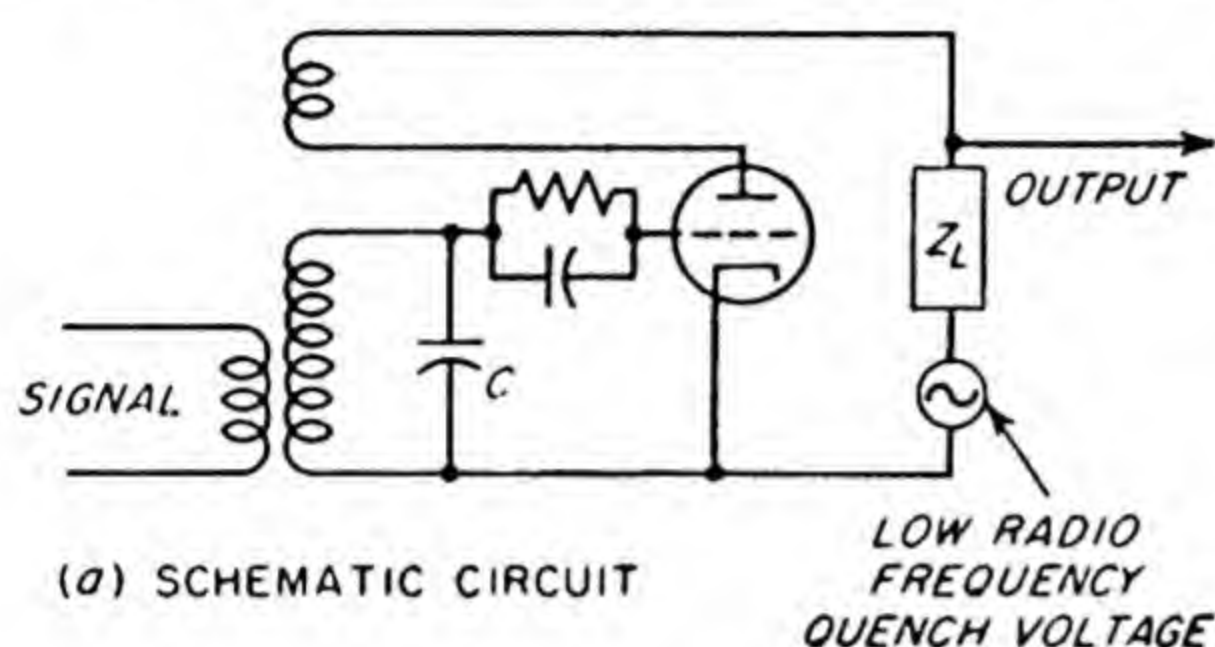 OUTPUT
Z_L
SIGNAL
C
LOW RADIO
FREQUENCY
QUENCH VOLTAGE
(a) SCHEMATIC CIRCUIT